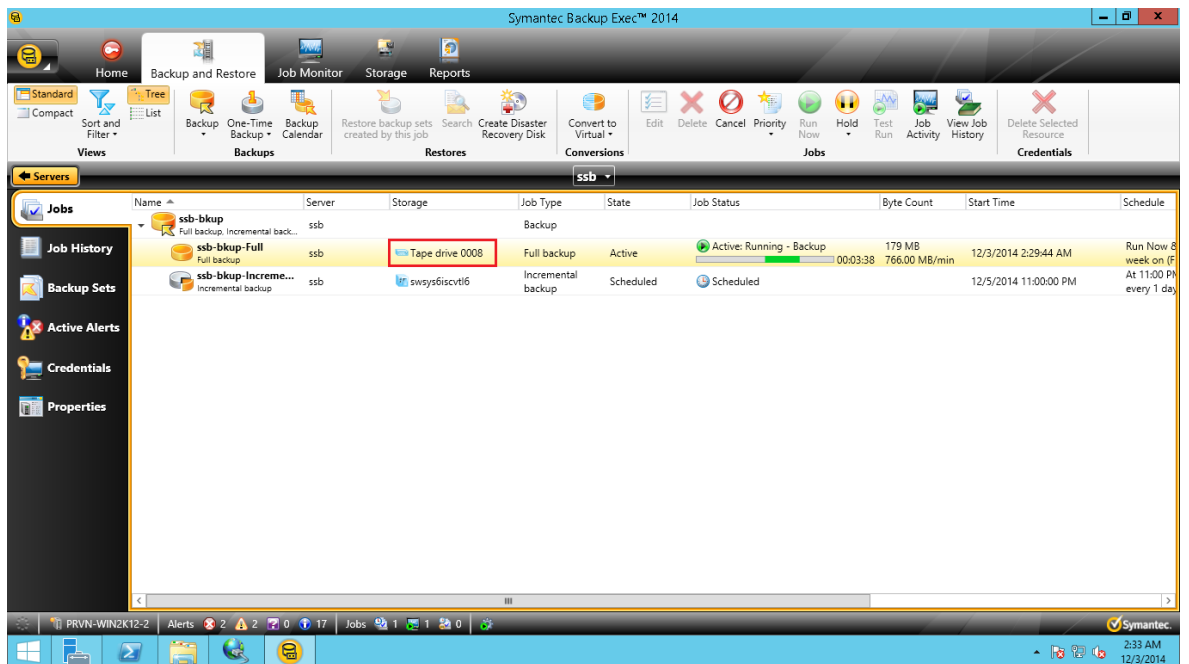 Symantec Backup Exec™ 2014
Home
Backup and Restore
Job Monitor
Storage
Reports
Standard
Compact
Sort and Filter
Tree
List
Views
Backup
One-Time Backup
Backup Calendar
Backups
Restore backup sets created by this job
Search
Create Disaster Recovery Disk
Restores
Convert to Virtual
Conversions
Edit
Delete
Cancel
Priority
Run Now
Hold
Test Run
Job Activity
View Job History
Jobs
Delete Selected Resource
Credentials
Servers
ssb
Jobs
Job History
Backup Sets
Active Alerts
Credentials
Properties
Name Server Storage Job Type State Job Status Byte Count Start Time Schedule
ssb-bkup ssb Backup
Full backup, Incremental back...
ssb-bkup-Full ssb Tape drive 0008 Full backup Active Active: Running - Backup 00:03:38 179 MB 12/3/2014 2:29:44 AM Run Now &
Full backup 766.00 MB/min week on (F
ssb-bkup-Increme... ssb swsys6iscvtl6 Incremental backup Scheduled Scheduled 12/5/2014 11:00:00 PM At 11:00 PM
Incremental backup every 1 day
PRVN-WIN2K12-2 Alerts 2 2 0 17 Jobs 1 1 0 Symantec.
2:33 AM
12/3/2014